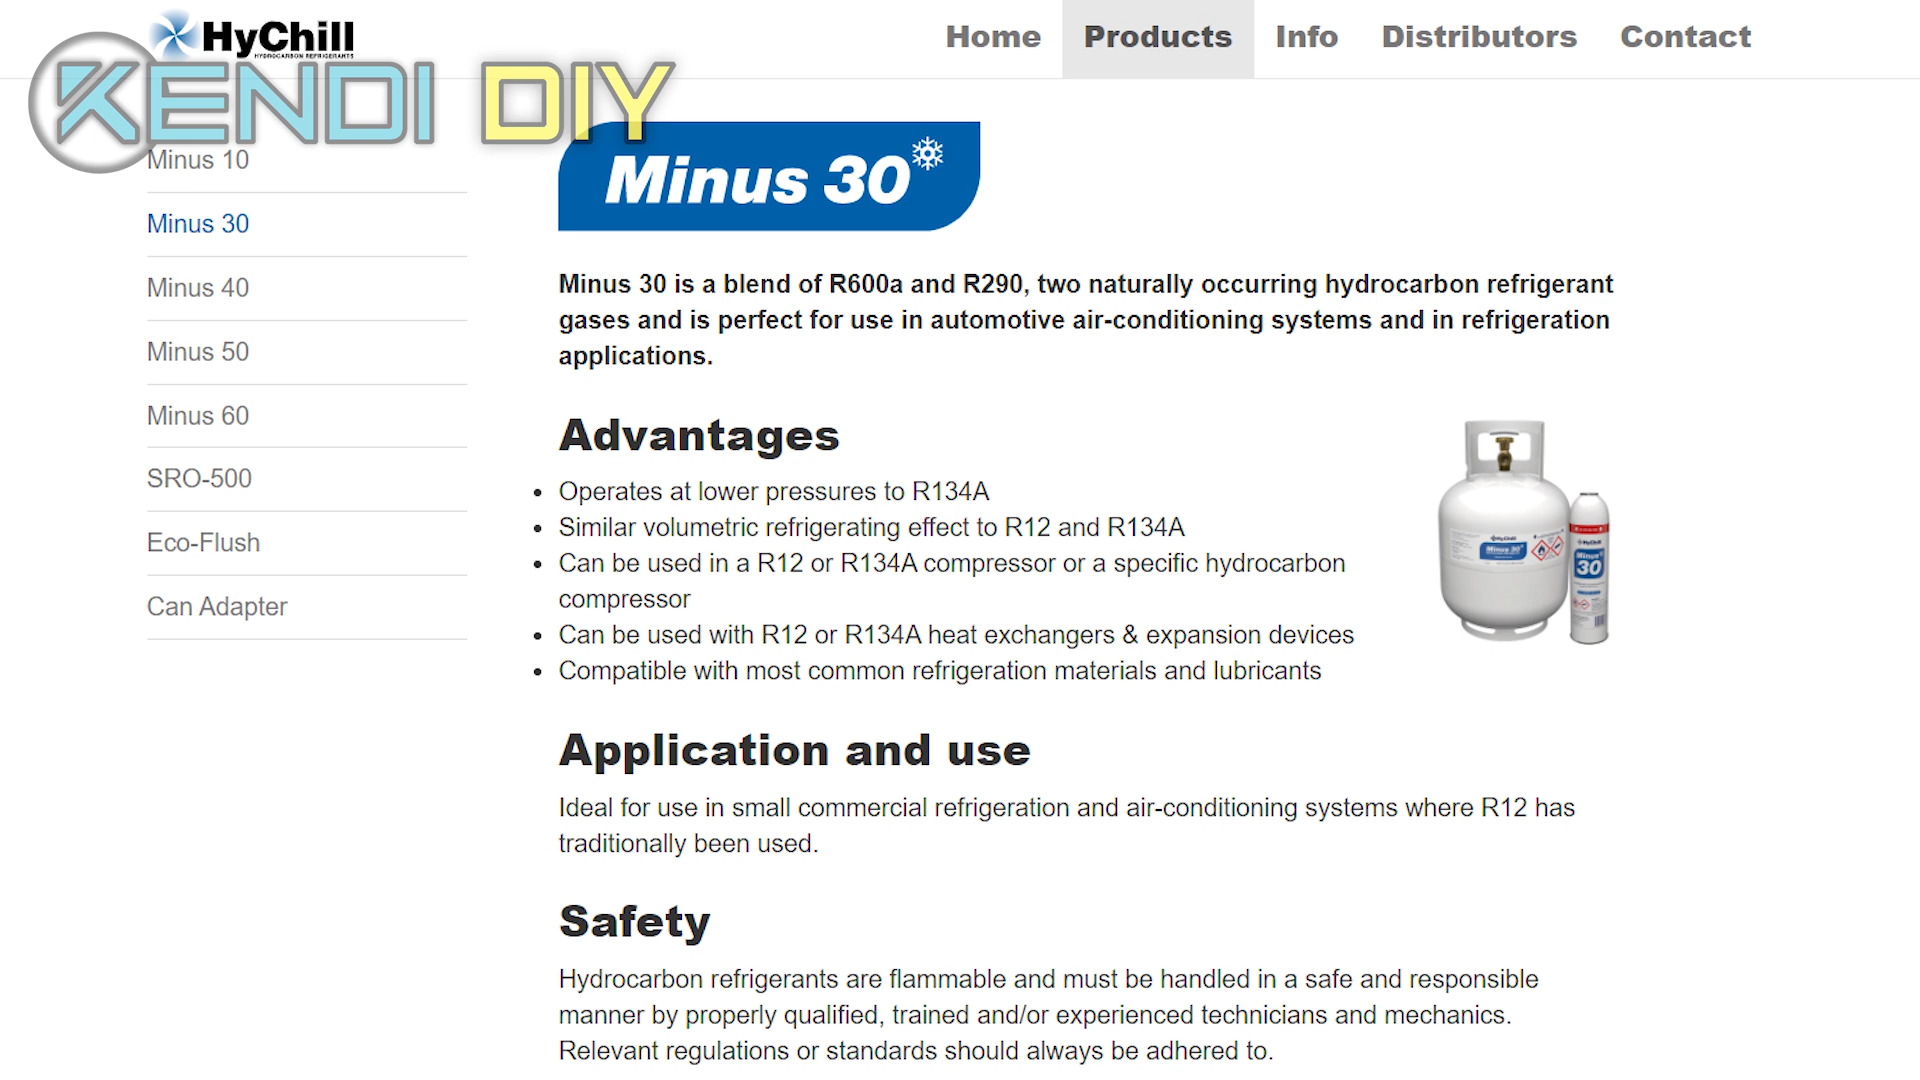 HyChill
HYDROCARBON REFRIGERANTS
Home
Products
Info
Distributors
Contact
KENDI DIY
Minus 10
Minus 30
Minus 40
Minus 50
Minus 60
SRO-500
Eco-Flush
Can Adapter
Minus 30
Minus 30 is a blend of R600a and R290, two naturally occurring hydrocarbon refrigerant
gases and is perfect for use in automotive air-conditioning systems and in refrigeration
applications.
Advantages
• Operates at lower pressures to R134A
• Similar volumetric refrigerating effect to R12 and R134A
• Can be used in a R12 or R134A compressor or a specific hydrocarbon
compressor
• Can be used with R12 or R134A heat exchangers & expansion devices
• Compatible with most common refrigeration materials and lubricants
HyChill
Minus 30
HyChill
Minus
30
Application and use
Ideal for use in small commercial refrigeration and air-conditioning systems where R12 has
traditionally been used.
Safety
Hydrocarbon refrigerants are flammable and must be handled in a safe and responsible
manner by properly qualified, trained and/or experienced technicians and mechanics.
Relevant regulations or standards should always be adhered to.